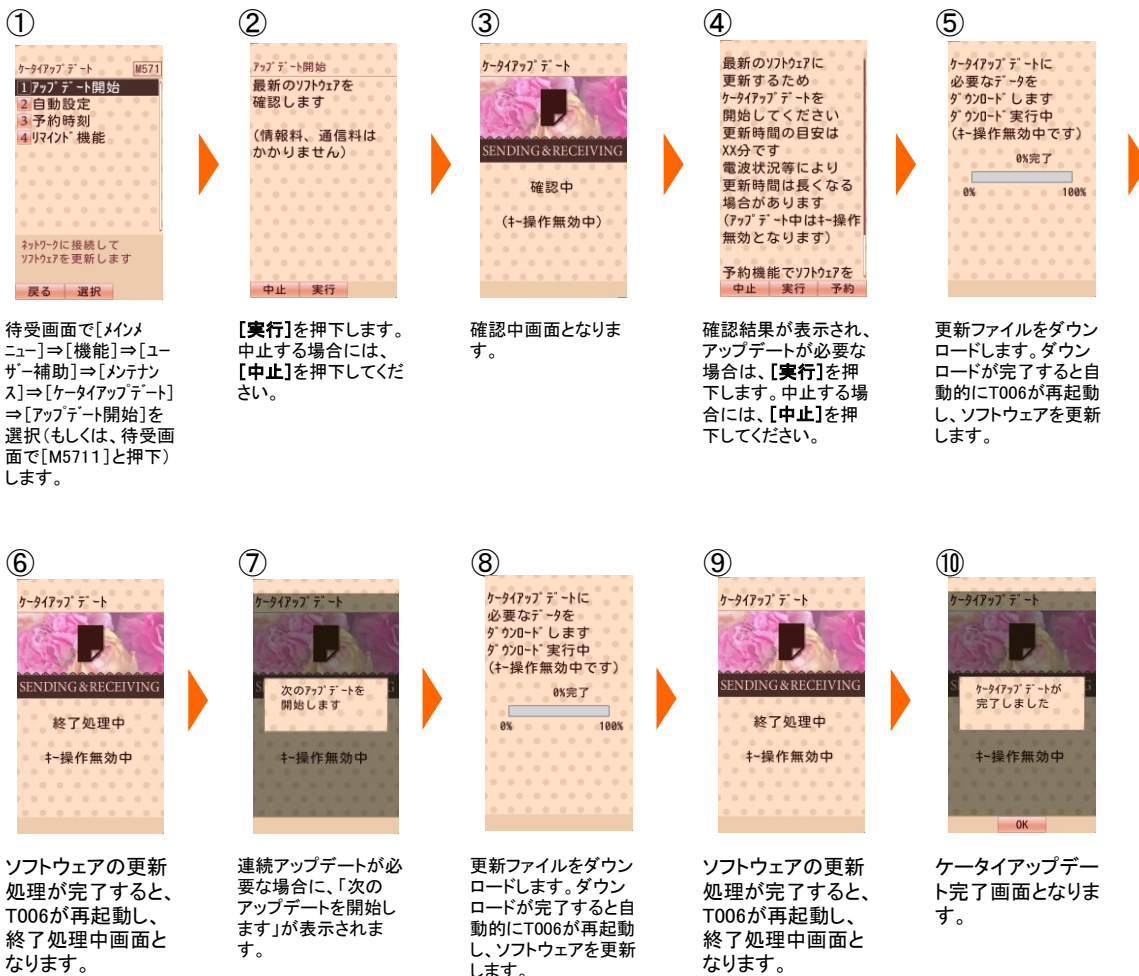 ①
ｹｰﾀｲｱｯﾌﾟﾃﾞｰﾄ M571
1 ｱｯﾌﾟﾃﾞｰﾄ開始
2 自動設定
3 予約時刻
4 ﾘﾏｲﾝﾄﾞ機能
ﾈｯﾄﾜｰｸに接続して
ｿﾌﾄｳｪｱを更新します
戻る 選択
待受画面で[ﾒｲﾝﾒ
ﾆｭｰ]⇒[機能]⇒[ﾕｰ
ｻﾞｰ補助]⇒[ﾒﾝﾃﾅﾝ
ｽ]⇒[ｹｰﾀｲｱｯﾌﾟﾃﾞｰﾄ]
⇒[ｱｯﾌﾟﾃﾞｰﾄ開始]を
選択(もしくは、待受画
面で[M5711]と押下)
します。
②
ｱｯﾌﾟﾃﾞｰﾄ開始
最新のｿﾌﾄｳｪｱを
確認します
(情報料、通信料は
かかりません)
中止 実行
[実行]を押下します。
中止する場合には、
[中止]を押下してくだ
さい。
③
ｹｰﾀｲｱｯﾌﾟﾃﾞｰﾄ
SENDING&RECEIVING
確認中
(ｷｰ操作無効中)
確認中画面となりま
す。
④
最新のｿﾌﾄｳｪｱに
更新するため
ｹｰﾀｲｱｯﾌﾟﾃﾞｰﾄを
開始してください
更新時間の目安は
XX分です
電波状況等により
更新時間は長くなる
場合があります
(ｱｯﾌﾟﾃﾞｰﾄ中はｷｰ操作
無効となります)
予約機能でｿﾌﾄｳｪｱを
中止 実行 予約
確認結果が表示され、
アップデートが必要な
場合は、[実行]を押
下します。中止する場
合には、[中止]を押
下してください。
⑤
ｹｰﾀｲｱｯﾌﾟﾃﾞｰﾄに
必要なﾃﾞｰﾀを
ﾀﾞｳﾝﾛｰﾄﾞします
ﾀﾞｳﾝﾛｰﾄﾞ実行中
(ｷｰ操作無効中です)
0%完了
0% 100%
更新ファイルをダウン
ロードします。ダウン
ロードが完了すると自
動的にT006が再起動
し、ソフトウェアを更新
します。
⑥
ｹｰﾀｲｱｯﾌﾟﾃﾞｰﾄ
SENDING&RECEIVING
終了処理中
ｷｰ操作無効中
ソフトウェアの更新
処理が完了すると、
T006が再起動し、
終了処理中画面と
なります。
⑦
ｹｰﾀｲｱｯﾌﾟﾃﾞｰﾄ
次のｱｯﾌﾟﾃﾞｰﾄを
開始します
ｷｰ操作無効中
連続アップデートが必
要な場合に、「次の
アップデートを開始し
ます」が表示されま
す。
⑧
ｹｰﾀｲｱｯﾌﾟﾃﾞｰﾄに
必要なﾃﾞｰﾀを
ﾀﾞｳﾝﾛｰﾄﾞします
ﾀﾞｳﾝﾛｰﾄﾞ実行中
(ｷｰ操作無効中です)
0%完了
0% 100%
更新ファイルをダウン
ロードします。ダウン
ロードが完了すると自
動的にT006が再起動
し、ソフトウェアを更新
します。
⑨
ｹｰﾀｲｱｯﾌﾟﾃﾞｰﾄ
SENDING&RECEIVING
終了処理中
ｷｰ操作無効中
ソフトウェアの更新
処理が完了すると、
T006が再起動し、
終了処理中画面と
なります。
⑩
ｹｰﾀｲｱｯﾌﾟﾃﾞｰﾄ
ｹｰﾀｲｱｯﾌﾟﾃﾞｰﾄが
完了しました
ｷｰ操作無効中
OK
ケータイアップデー
ト完了画面となりま
す。